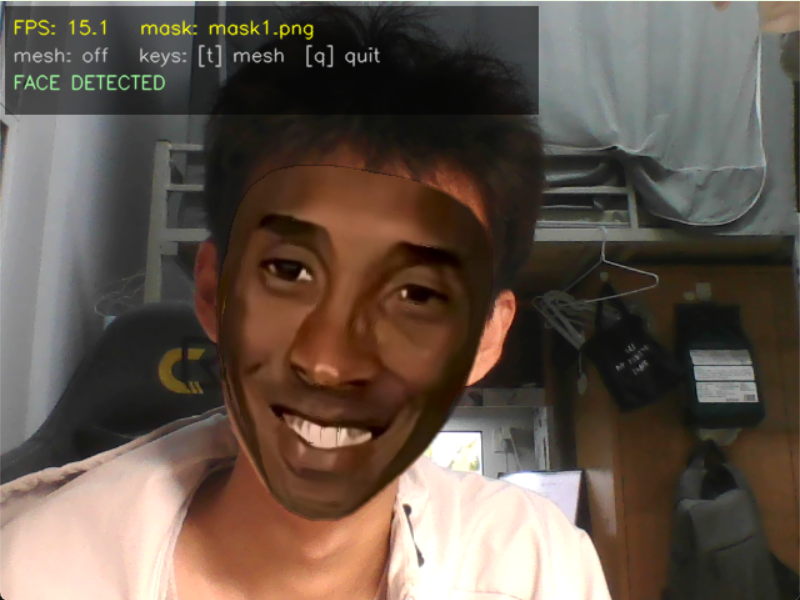 FPS: 15.1 mask: mask1.png
mesh: off keys: [t] mesh [q] quit
FACE DETECTED